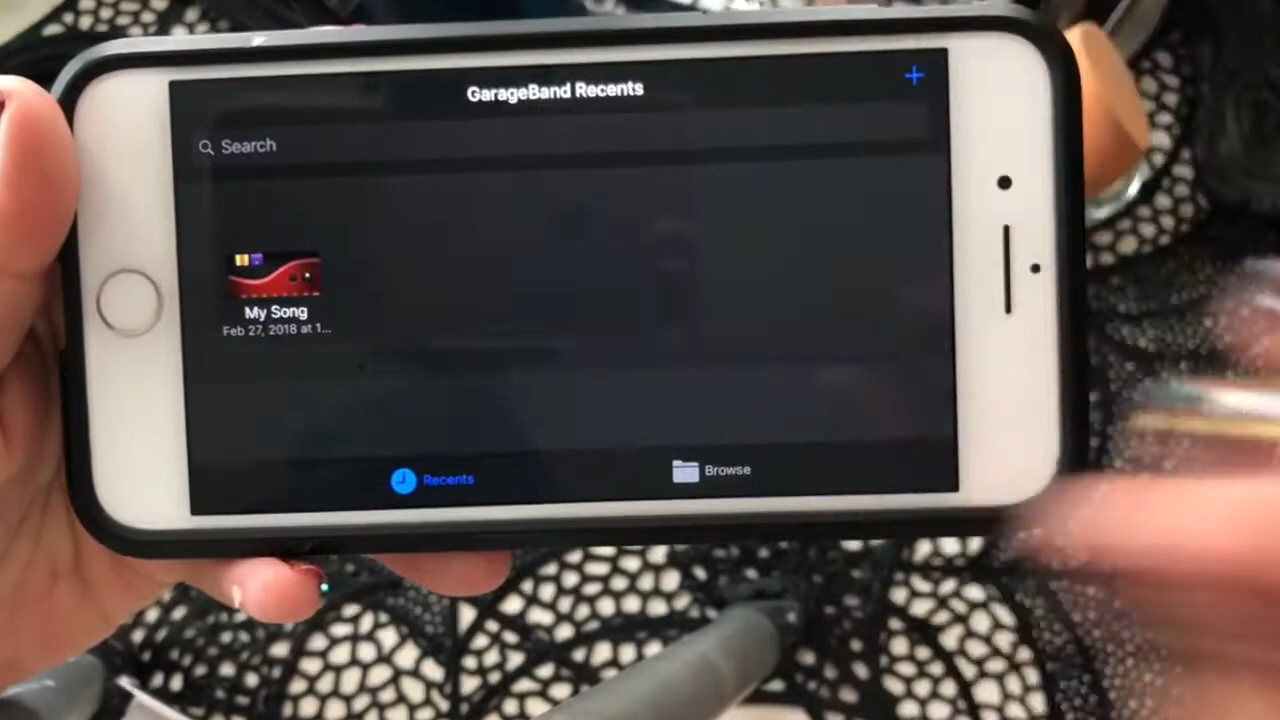 GarageBand Recents
Search
My Song
Feb 27, 2018 at 1...
Recents
Browse